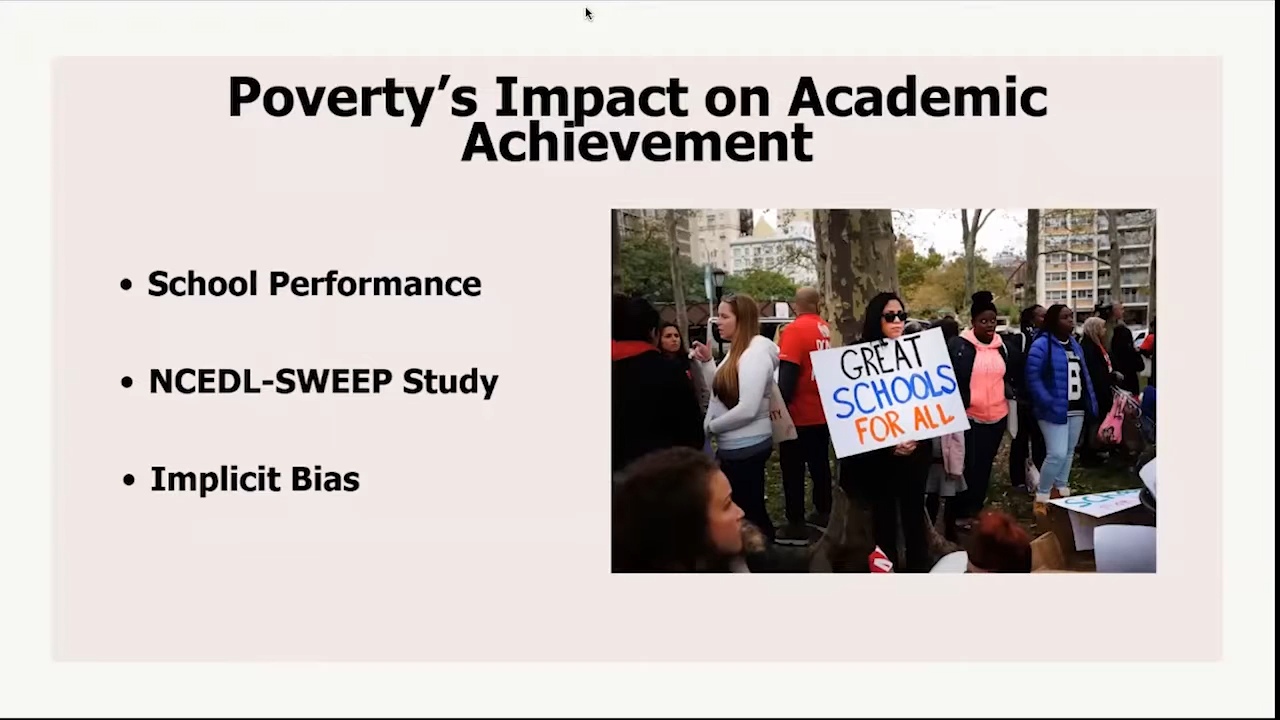 Poverty’s Impact on Academic
Achievement
• School Performance
• NCEDL-SWEEP Study
• Implicit Bias
GREAT
SCHOOLS
FOR ALL